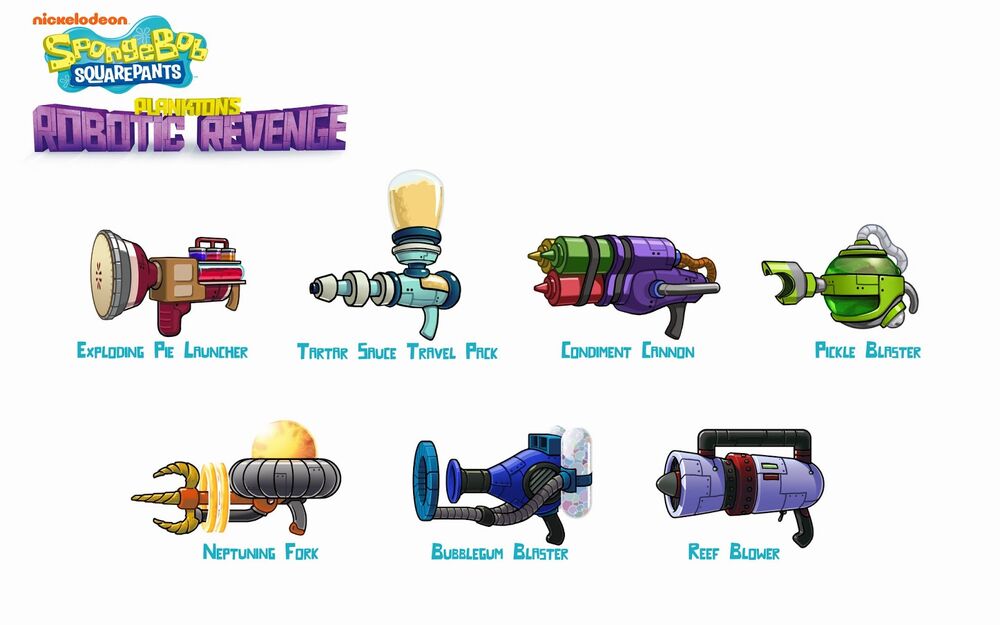 nickelodeon
SpongeBob
SQUAREPANTS
PLANKTONS
ROBOTIC REVENGE
Exploding Pie Launcher
Tartar Sauce Travel Pack
Condiment Cannon
Pickle Blaster
Neptuning Fork
Bubblegum Blaster
Reef Blower